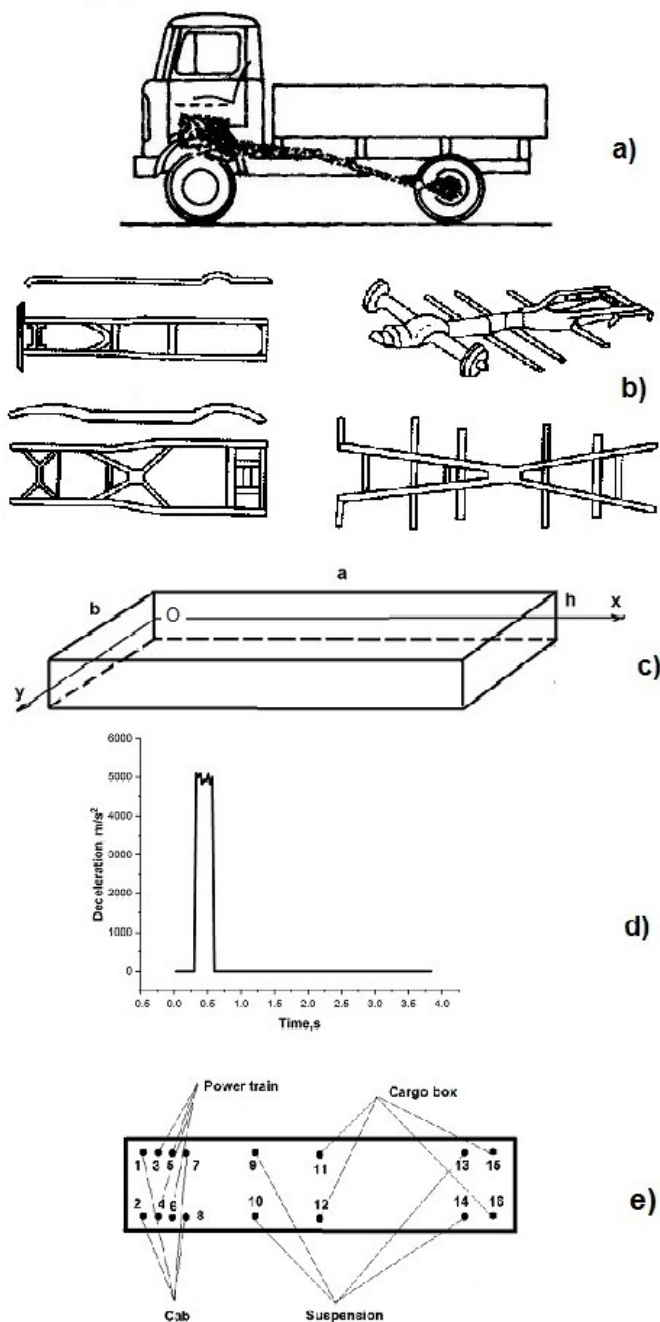 a)
b)
a
b
O
h
x
y
c)
6000
5000
4000
3000
2000
1000
0
Deceleration m/s²
0.5 0.0 0.5 1.0 1.5 2.0 2.5 3.0 3.5 4.0
Time,s
d)
Power train
Cargo box
1 3 5 7 9 11 13 15
2 4 6 8 10 12 14 16
e)
Cab
Suspension